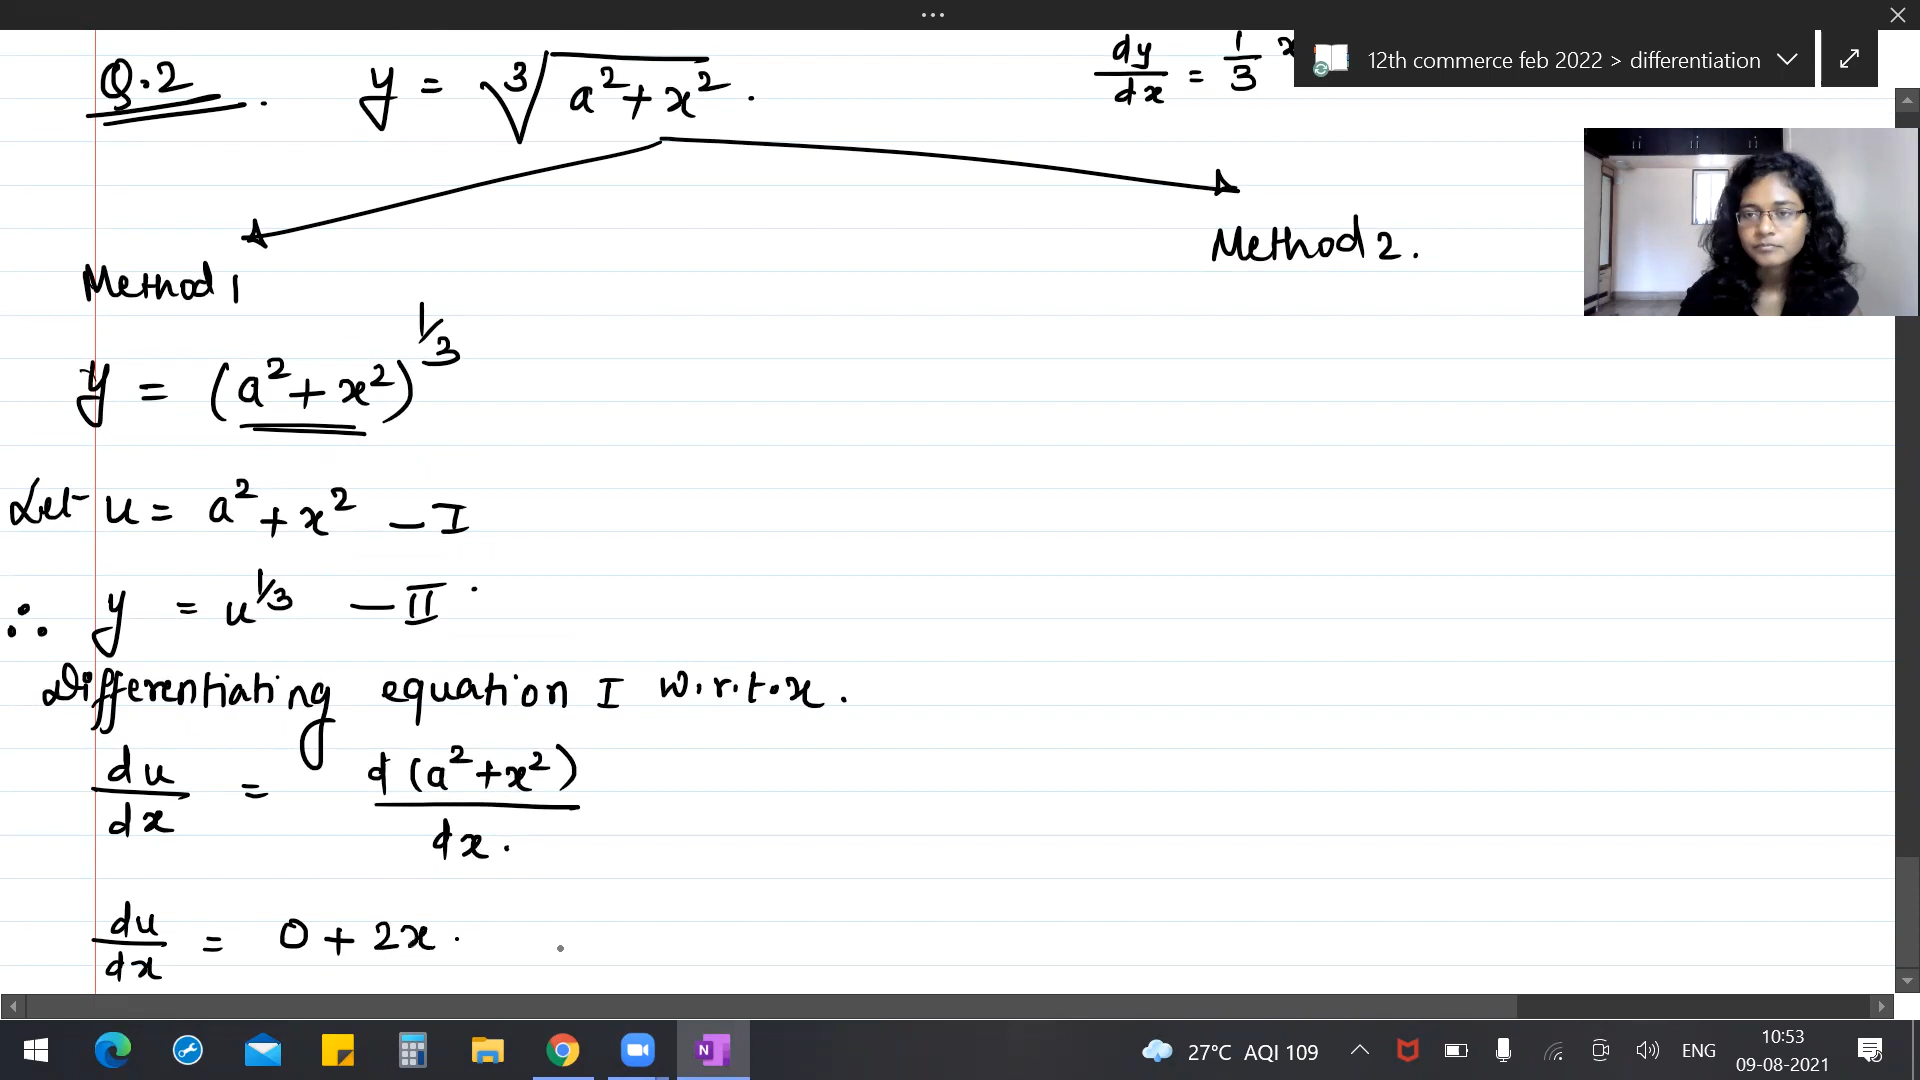 12th commerce feb 2022 > differentiation
Q.2 . y = ∛(a²+x²) .
dy/dx = 1/3 x
Method 1
Method 2.
y = (a²+x²)^1/3
Let u = a²+x² – I
∴ y = u^1/3 – II
Differentiating equation I w.r.t.x .
du/dx = d(a²+x²)/dx.
du/dx = 0 + 2x .
27°C AQI 109
ENG
10:53
09-08-2021